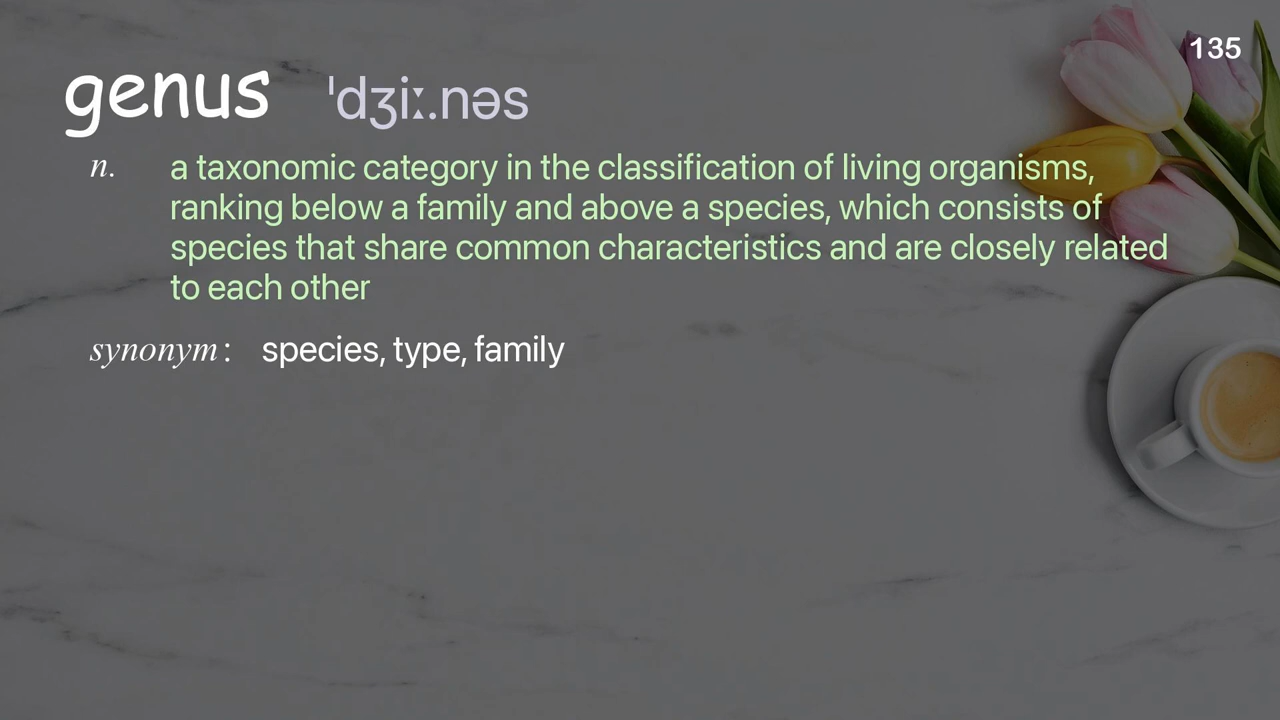 135
genus ˈdʒiː.nəs
n. a taxonomic category in the classification of living organisms,
ranking below a family and above a species, which consists of
species that share common characteristics and are closely related
to each other
synonym: species, type, family